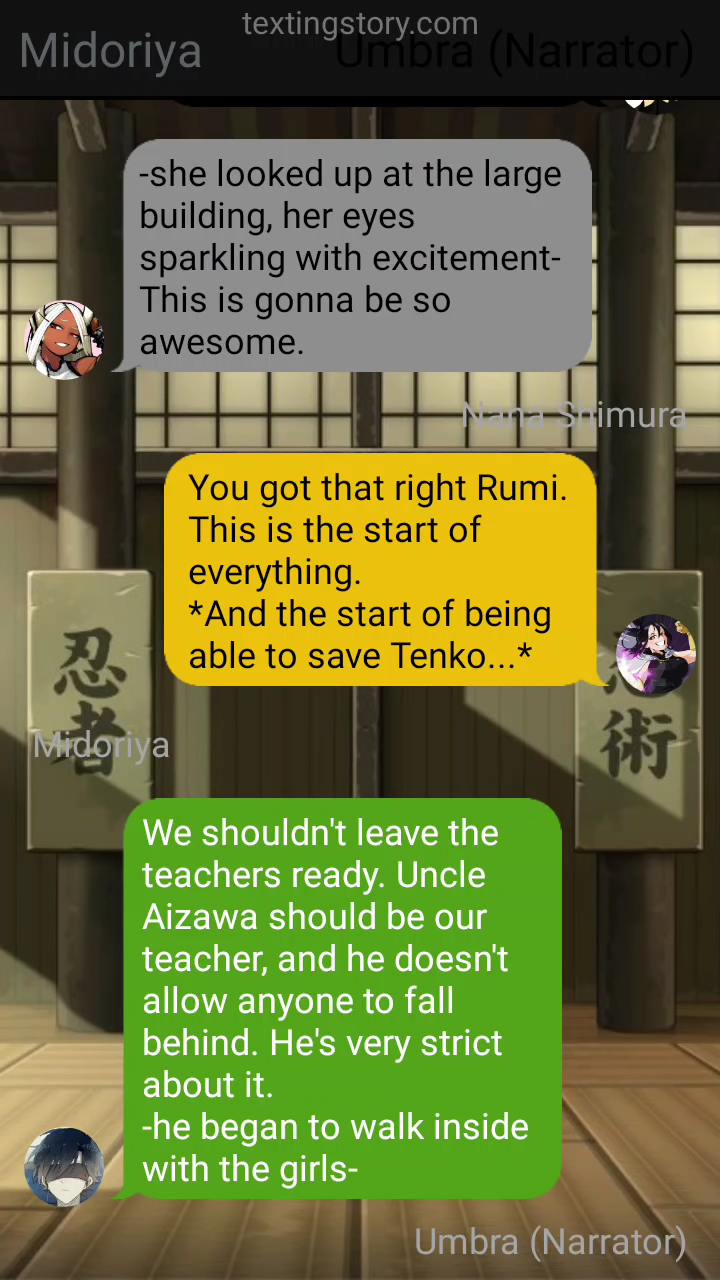 textingstory.com
Midoriya
Umbra (Narrator)
-she looked up at the large
building, her eyes
sparkling with excitement-
This is gonna be so
awesome.
Nana Shimura
You got that right Rumi.
This is the start of
everything.
*And the start of being
able to save Tenko...*
忍者
忍術
Midoriya
We shouldn't leave the
teachers ready. Uncle
Aizawa should be our
teacher, and he doesn't
allow anyone to fall
behind. He's very strict
about it.
-he began to walk inside
with the girls-
Umbra (Narrator)